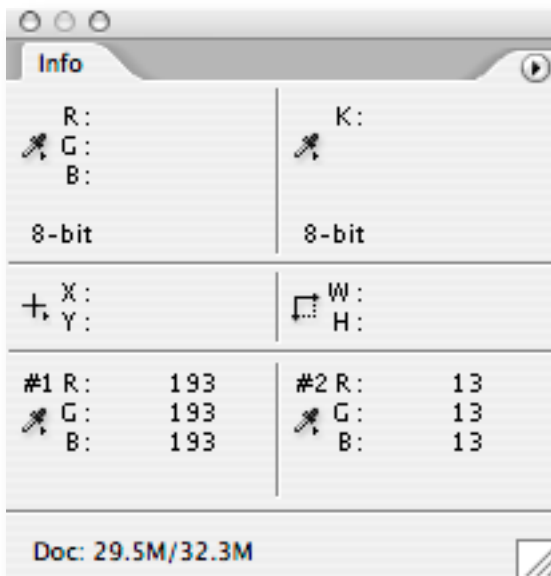 Info
R:
G:
B:
8-bit
K:
8-bit
X:
Y:
W:
H:
#1 R: 193
G: 193
B: 193
#2 R: 13
G: 13
B: 13
Doc: 29.5M/32.3M